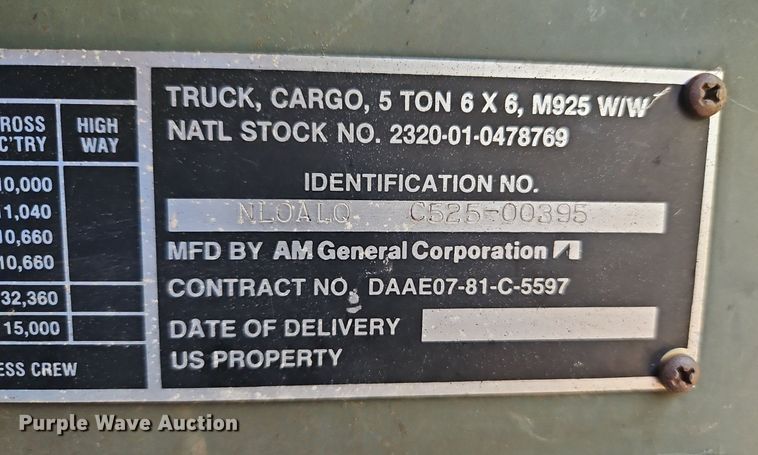 ROSS C'TRY HIGH WAY
10,000
11,040
10,660
10,660
32,360
15,000
ESS CREW
TRUCK, CARGO, 5 TON 6 X 6, M925 W/W
NATL STOCK NO. 2320-01-0478769
IDENTIFICATION NO.
NL0ALQ C525-00395
MFD BY AM General Corporation
CONTRACT NO. DAAE07-81-C-5597
DATE OF DELIVERY
US PROPERTY
Purple Wave Auction